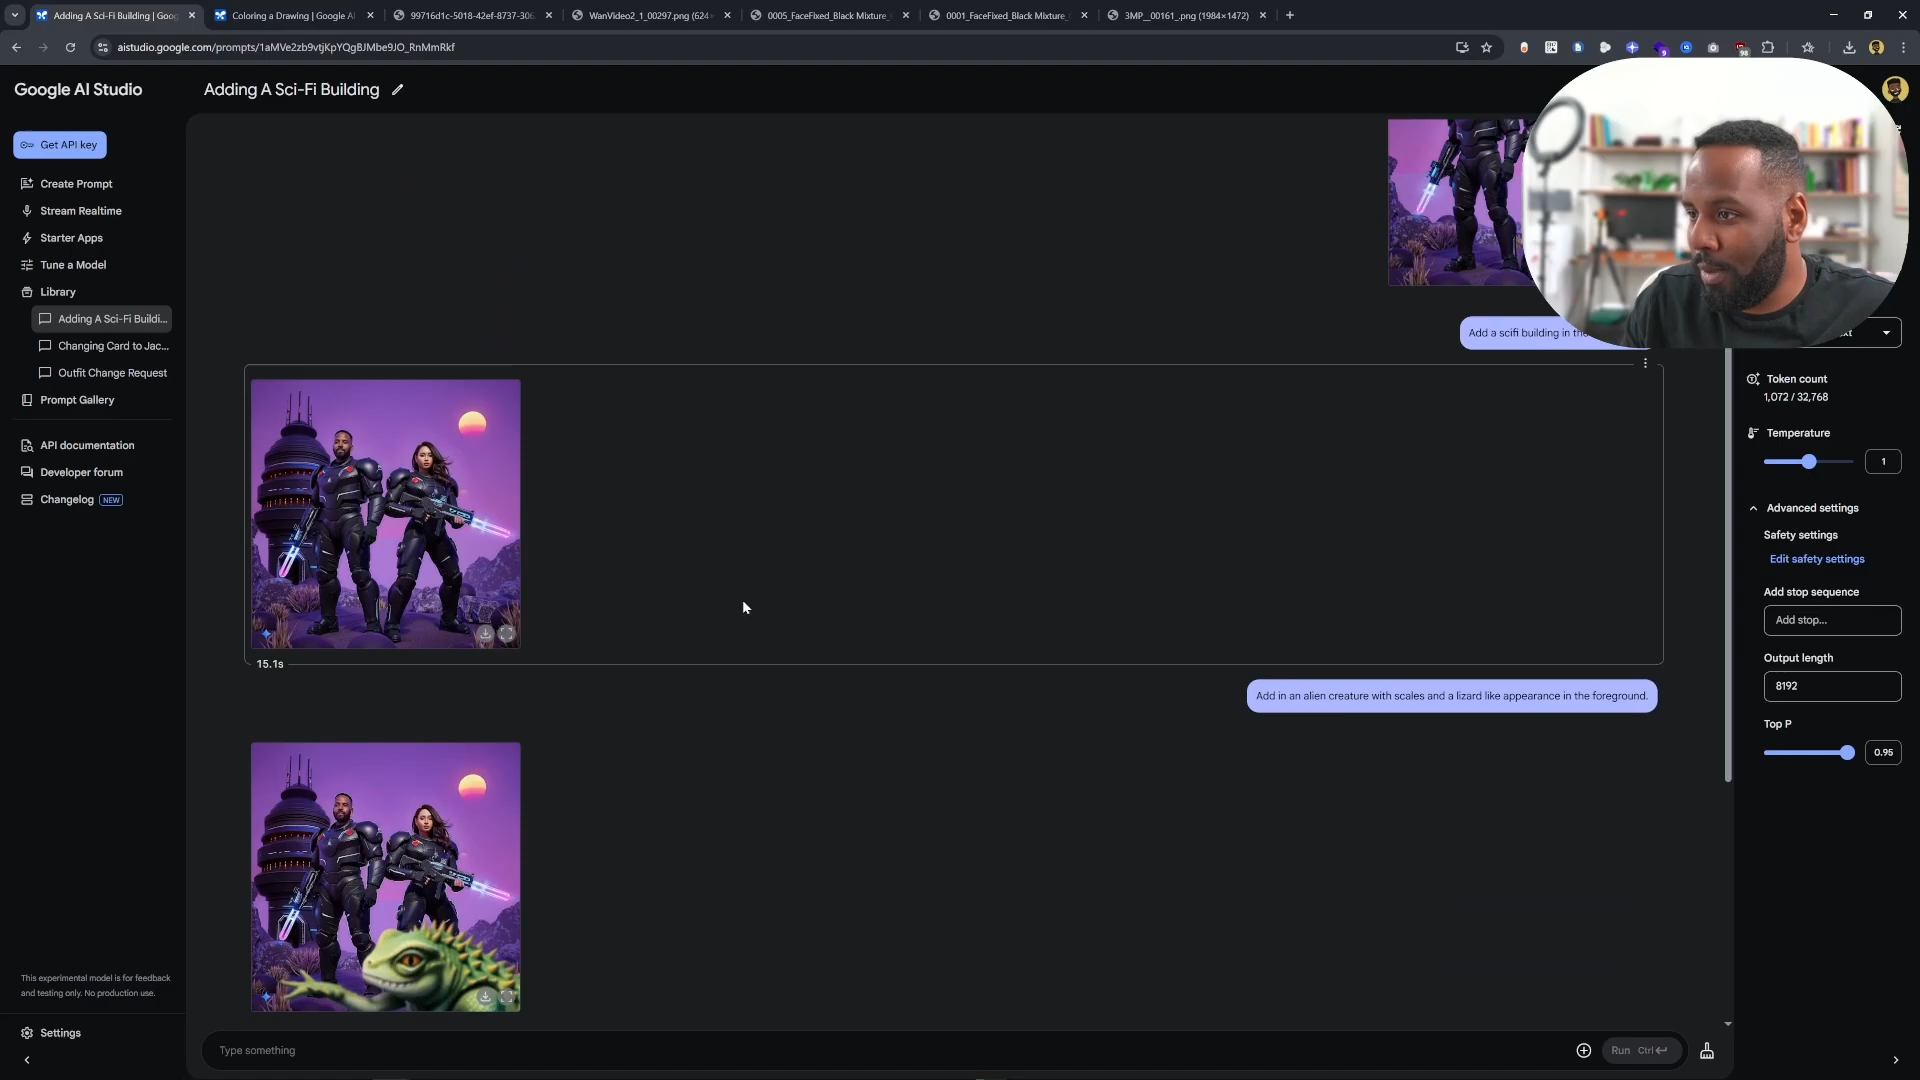 Adding A Sci-Fi Building | Goog
Coloring a Drawing | Google AI
99716d1c-5018-42ef-8737-306
WanVideo2_1_00297.png (624
0005_FaceFixed_Black Mixture_
0001_FaceFixed_Black Mixture_
3MP__00161_.png (1984×1472)
aistudio.google.com/prompts/1aMVe2zb9vtjKpYQgBJMbe9JO_RnMmRkf
9
98
Google AI Studio
Adding A Sci-Fi Building
Get API key
Create Prompt
Stream Realtime
Starter Apps
Tune a Model
Library
Adding A Sci-Fi Buildi...
Changing Card to Jac...
Outfit Change Request
Prompt Gallery
API documentation
Developer forum
Changelog NEW
This experimental model is for feedback
and testing only. No production use.
Settings
Add a scifi building in the
15.1s
Add in an alien creature with scales and a lizard like appearance in the foreground.
Type something
Run Ctrl
Token count
1,072 / 32,768
Temperature
1
Advanced settings
Safety settings
Edit safety settings
Add stop sequence
Add stop...
Output length
8192
Top P
0.95